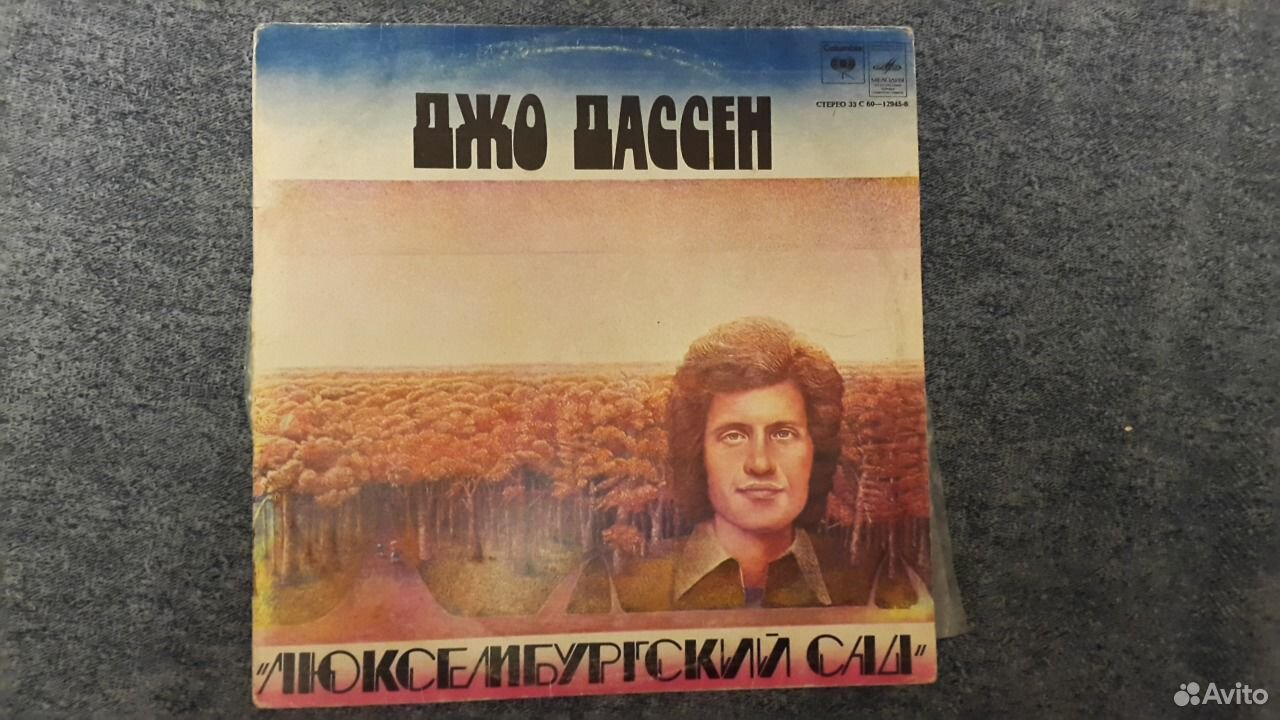 Columbia
МЕЛОДИЯ
СТЕРЕО 33 С 60—12945-6
ДЖО ДАССЕН
"ЛЮКСЕМБУРГСКИЙ САД"
Avito